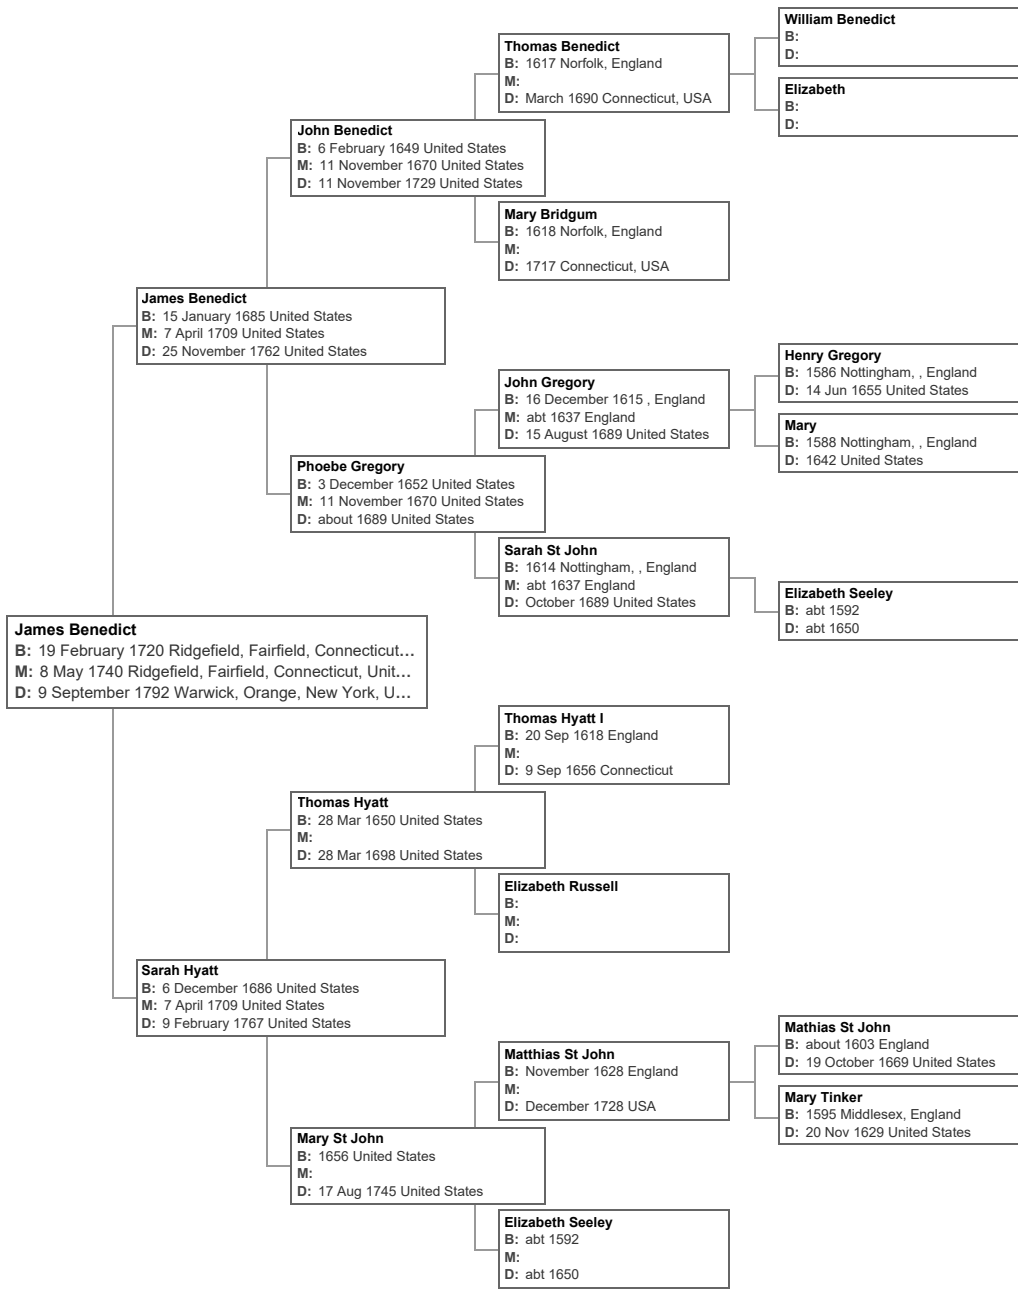 William Benedict
B:
D:
Thomas Benedict
B: 1617 Norfolk, England
M:
D: March 1690 Connecticut, USA
Elizabeth
B:
D:
John Benedict
B: 6 February 1649 United States
M: 11 November 1670 United States
D: 11 November 1729 United States
Mary Bridgum
B: 1618 Norfolk, England
M:
D: 1717 Connecticut, USA
James Benedict
B: 15 January 1685 United States
M: 7 April 1709 United States
D: 25 November 1762 United States
Henry Gregory
B: 1586 Nottingham, , England
D: 14 Jun 1655 United States
John Gregory
B: 16 December 1615 , England
M: abt 1637 England
D: 15 August 1689 United States
Mary
B: 1588 Nottingham, , England
D: 1642 United States
Phoebe Gregory
B: 3 December 1652 United States
M: 11 November 1670 United States
D: about 1689 United States
Sarah St John
B: 1614 Nottingham, , England
M: abt 1637 England
D: October 1689 United States
Elizabeth Seeley
B: abt 1592
D: abt 1650
James Benedict
B: 19 February 1720 Ridgefield, Fairfield, Connecticut...
M: 8 May 1740 Ridgefield, Fairfield, Connecticut, Unit...
D: 9 September 1792 Warwick, Orange, New York, U...
Thomas Hyatt I
B: 20 Sep 1618 England
M:
D: 9 Sep 1656 Connecticut
Thomas Hyatt
B: 28 Mar 1650 United States
M:
D: 28 Mar 1698 United States
Elizabeth Russell
B:
M:
D:
Sarah Hyatt
B: 6 December 1686 United States
M: 7 April 1709 United States
D: 9 February 1767 United States
Mathias St John
B: about 1603 England
D: 19 October 1669 United States
Matthias St John
B: November 1628 England
M:
D: December 1728 USA
Mary Tinker
B: 1595 Middlesex, England
D: 20 Nov 1629 United States
Mary St John
B: 1656 United States
M:
D: 17 Aug 1745 United States
Elizabeth Seeley
B: abt 1592
M:
D: abt 1650